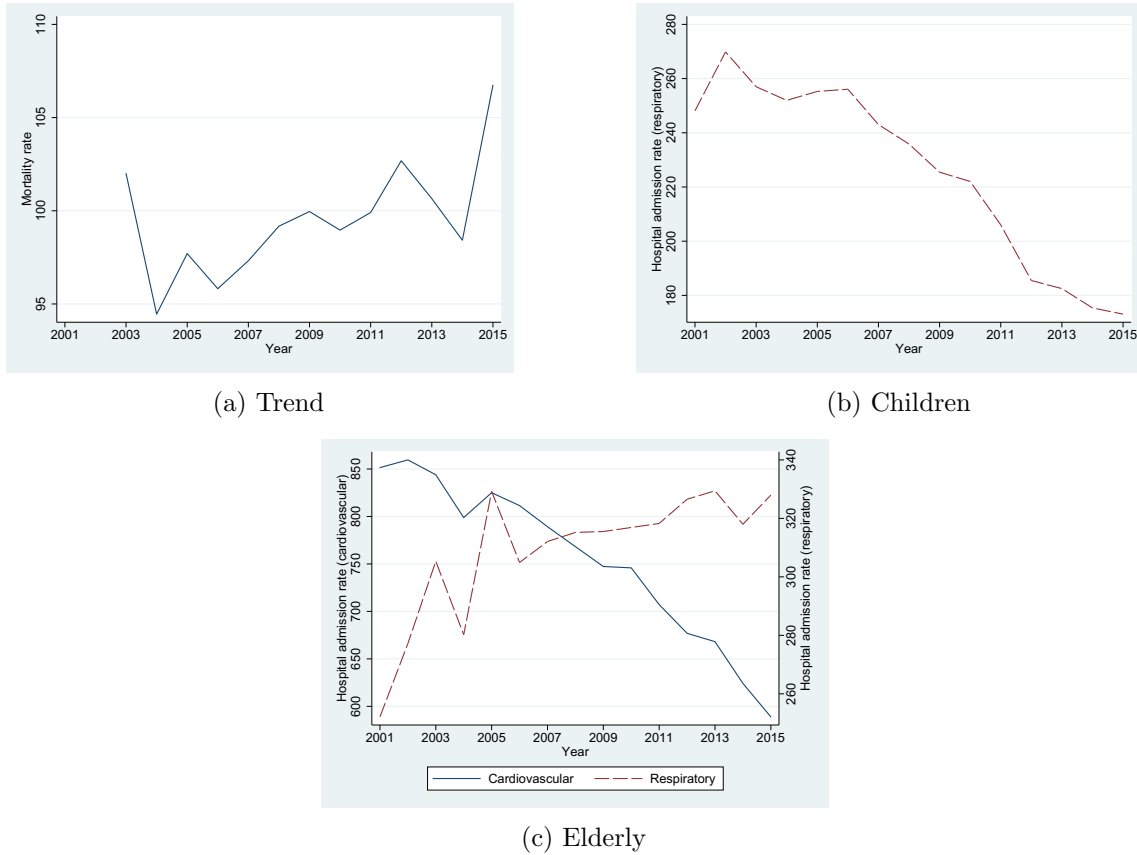 110
105
100
95
Mortality rate
2001 2003 2005 2007 2009 2011 2013 2015
Year
(a) Trend
280
260
240
220
200
180
Hospital admission rate (respiratory)
2001 2003 2005 2007 2009 2011 2013 2015
Year
(b) Children
850
800
750
700
650
600
Hospital admission rate (cardiovascular)
340
320
300
280
260
Hospital admission rate (respiratory)
2001 2003 2005 2007 2009 2011 2013 2015
Year
Cardiovascular Respiratory
(c) Elderly